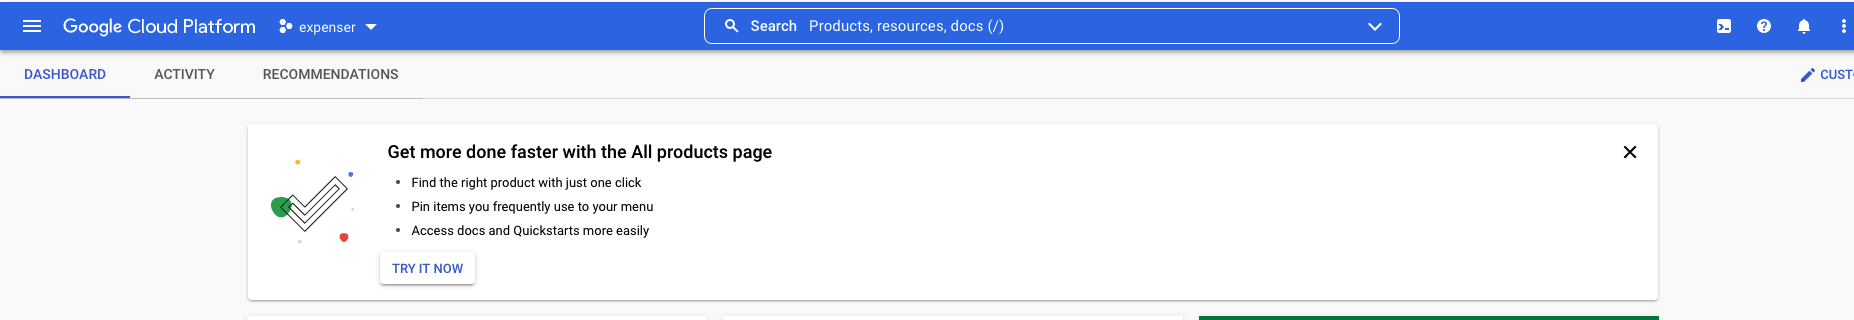 Google Cloud Platform
expenser
Search Products, resources, docs (/)
DASHBOARD
ACTIVITY
RECOMMENDATIONS
CUSTO
Get more done faster with the All products page
Find the right product with just one click
Pin items you frequently use to your menu
Access docs and Quickstarts more easily
TRY IT NOW